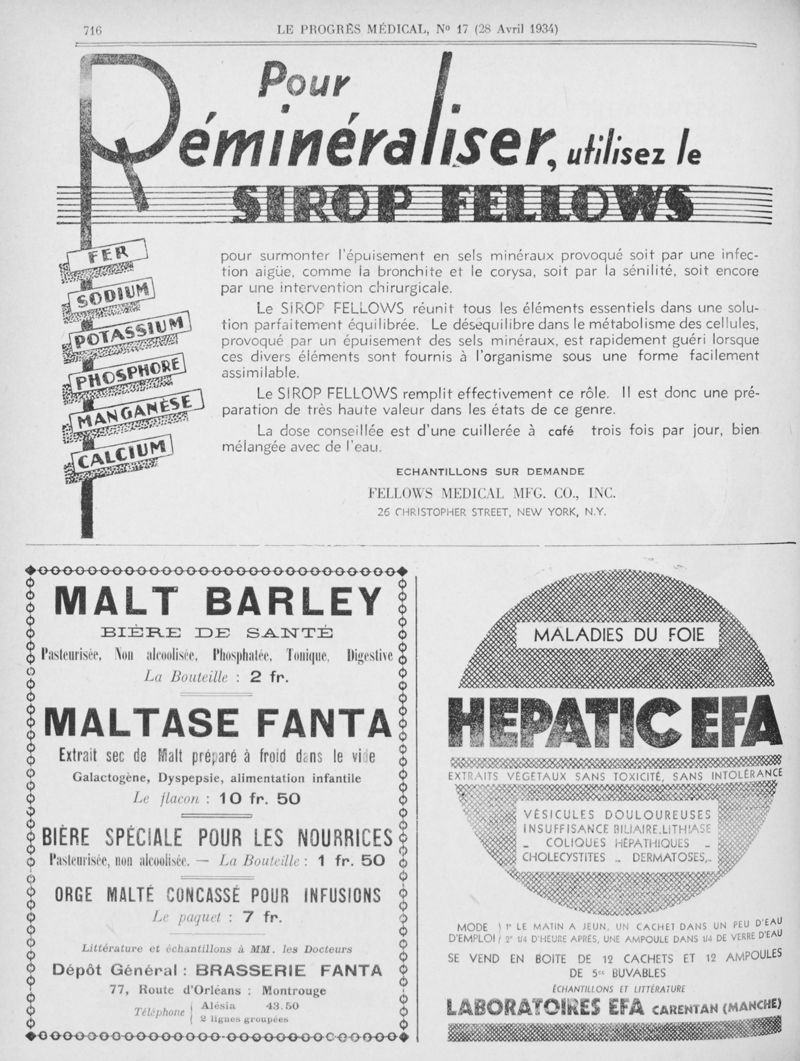 716
LE PROGRÈS MÉDICAL, No 17 (28 Avril 1934)
Pour
Réminéraliser, utilisez le
SIROP FELLOWS
FER
SODIUM
POTASSIUM
PHOSPHORE
MANGANÈSE
CALCIUM
pour surmonter l'épuisement en sels minéraux provoqué soit par une infec-
tion aigüe, comme la bronchite et le corysa, soit par la sénilité, soit encore
par une intervention chirurgicale.
Le SIROP FELLOWS réunit tous les éléments essentiels dans une solu-
tion parfaitement équilibrée. Le déséquilibre dans le métabolisme des cellules,
provoqué par un épuisement des sels minéraux, est rapidement guéri lorsque
ces divers éléments sont fournis à l'organisme sous une forme facilement
assimilable.
Le SIROP FELLOWS remplit effectivement ce rôle. Il est donc une pré-
paration de très haute valeur dans les états de ce genre.
La dose conseillée est d'une cuillerée à café trois fois par jour, bien
mélangée avec de l'eau.
ECHANTILLONS SUR DEMANDE
FELLOWS MEDICAL MFG. CO., INC.
26 CHRISTOPHER STREET, NEW YORK, N.Y.
MALT BARLEY
BIÈRE DE SANTÉ
Pasteurisée, Non alcoolisée, Phosphatée, Tonique, Digestive
La Bouteille : 2 fr.
MALTASE FANTA
Extrait sec de Malt préparé à froid dans le vide
Galactogène, Dyspepsie, alimentation infantile
Le flacon : 10 fr. 50
BIÈRE SPÉCIALE POUR LES NOURRICES
Pasteurisée, non alcoolisée. — La Bouteille : 1 fr. 50
ORGE MALTÉ CONCASSÉ POUR INFUSIONS
Le paquet : 7 fr.
Littérature et échantillons à MM. les Docteurs
Dépôt Général : BRASSERIE FANTA
77, Route d'Orléans : Montrouge
Téléphone { Alésia 43.50
2 lignes groupées
MALADIES DU FOIE
HEPATIC EFA
EXTRAITS VÉGÉTAUX SANS TOXICITÉ, SANS INTOLÉRANCE
VÉSICULES DOULOUREUSES
INSUFFISANCE BILIAIRE.LITHIASE
_ COLIQUES HÉPATHIQUES _
CHOLECYSTITES _ DERMATOSES,..
MODE } 1° LE MATIN A JEUN, UN CACHET DANS UN PEU D'EAU
D'EMPLOI } 2° 1/4 D'HEURE APRÈS, UNE AMPOULE DANS 1/4 DE VERRE D'EAU
SE VEND EN BOITE DE 12 CACHETS ET 12 AMPOULES
DE 5cc BUVABLES
ÉCHANTILLONS ET LITTÉRATURE
LABORATOIRES EFA CARENTAN (MANCHE)